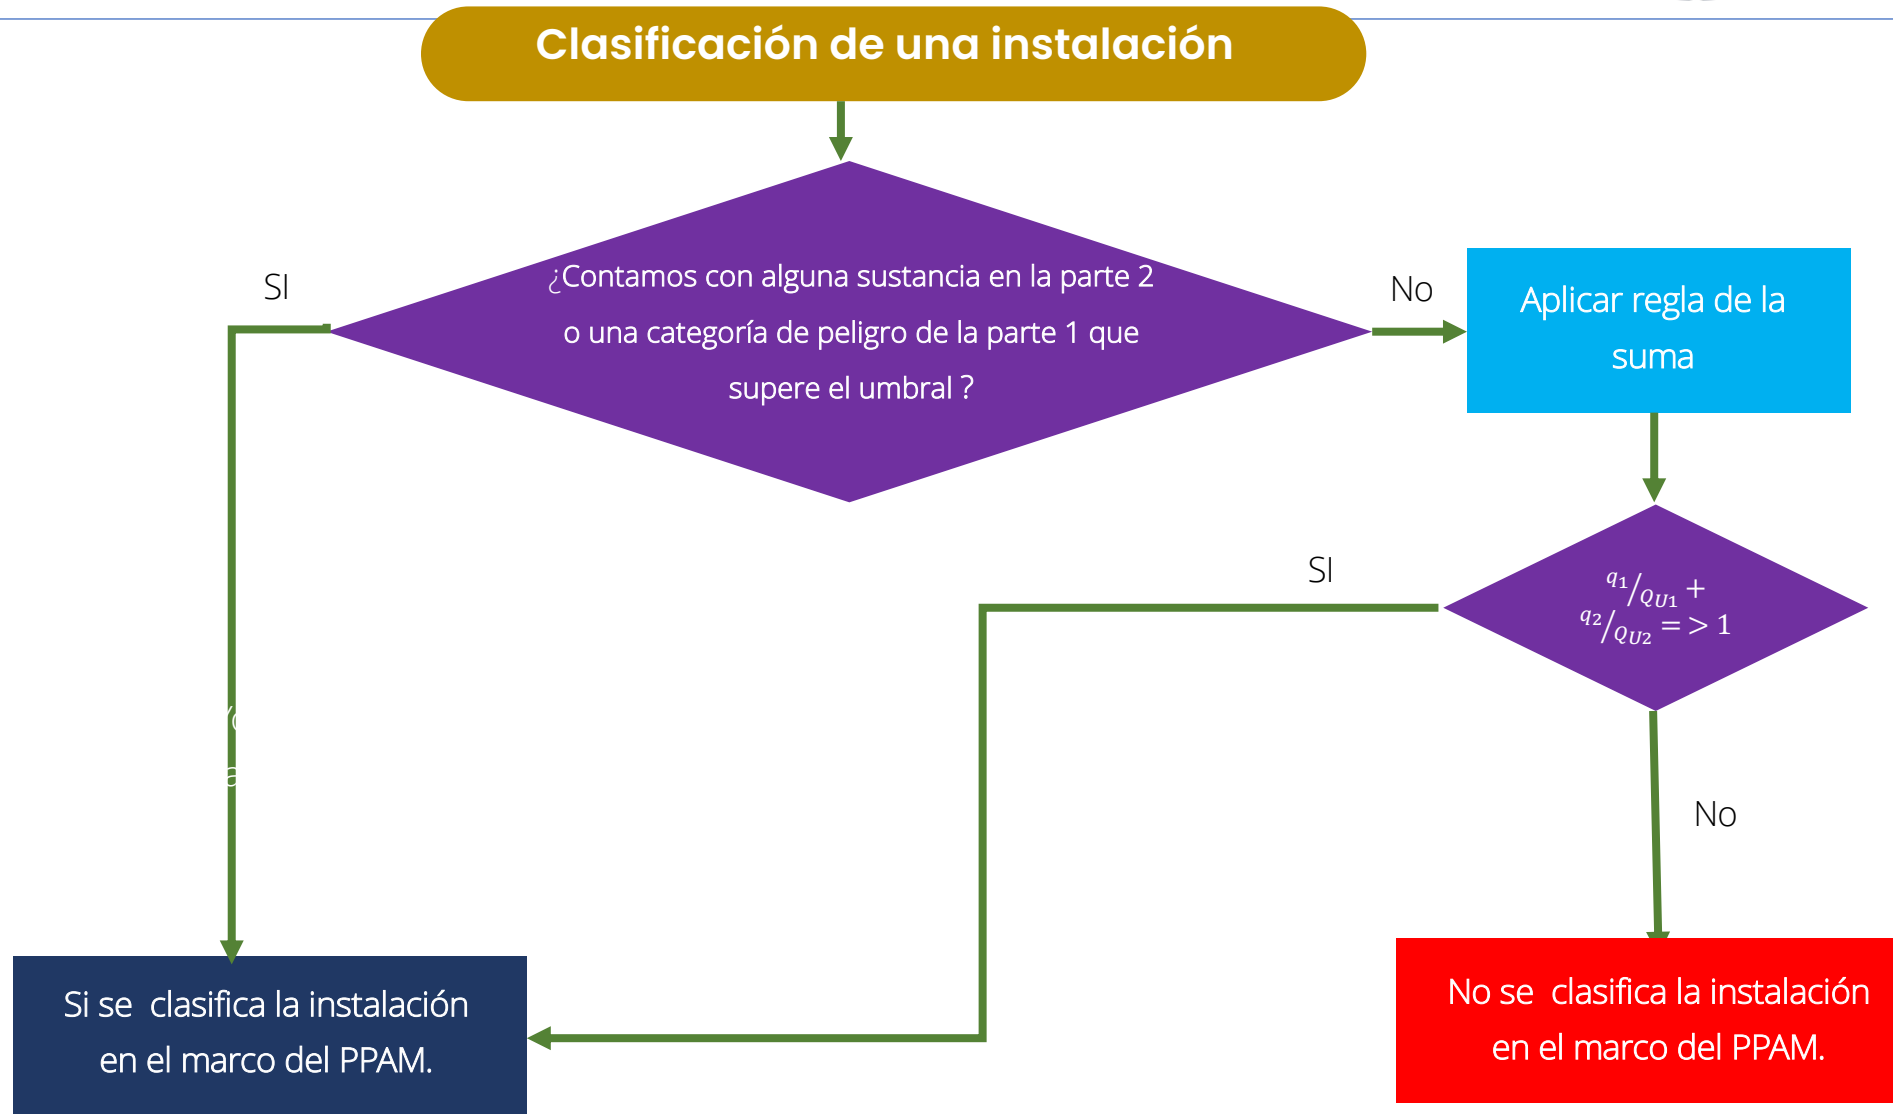 Clasificación de una instalación
SI
¿Contamos con alguna sustancia en la parte 2
o una categoría de peligro de la parte 1 que
supere el umbral ?
No
Aplicar regla de la
suma
SI
q1/QU1 +
q2/QU2 = > 1
No
Si se clasifica la instalación
en el marco del PPAM.
No se clasifica la instalación
en el marco del PPAM.